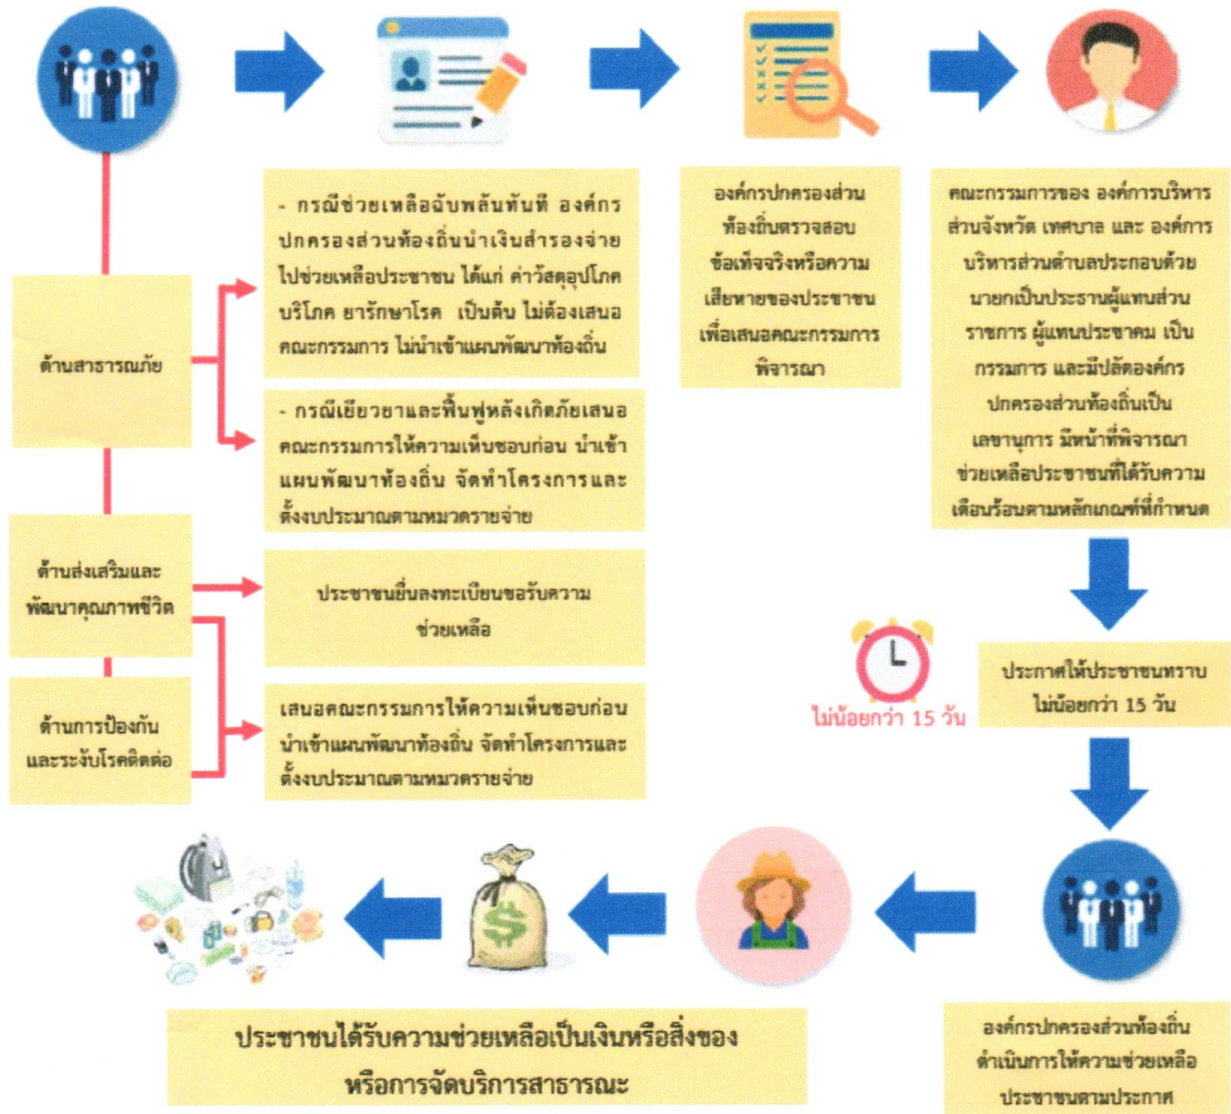 ด้านสาธารณภัย
- กรณีช่วยเหลือฉับพลันทันที องค์กร
ปกครองส่วนท้องถิ่นนำเงินสำรองจ่าย
ไปช่วยเหลือประชาชน ได้แก่ ค่าวัสดุอุปโภค
บริโภค ยารักษาโรค เป็นต้น ไม่ต้องเสนอ
คณะกรรมการ ไม่นำเข้าแผนพัฒนาท้องถิ่น
- กรณีเยียวยาและฟื้นฟูหลังเกิดภัยเสนอ
คณะกรรมการให้ความเห็นชอบก่อน นำเข้า
แผนพัฒนาท้องถิ่น จัดทำโครงการและ
ตั้งงบประมาณตามหมวดรายจ่าย
ด้านส่งเสริมและ
พัฒนาคุณภาพชีวิต
ประชาชนยื่นลงทะเบียนขอรับความ
ช่วยเหลือ
ด้านการป้องกัน
และระงับโรคติดต่อ
เสนอคณะกรรมการให้ความเห็นชอบก่อน
นำเข้าแผนพัฒนาท้องถิ่น จัดทำโครงการและ
ตั้งงบประมาณตามหมวดรายจ่าย
องค์กรปกครองส่วน
ท้องถิ่นตรวจสอบ
ข้อเท็จจริงหรือความ
เสียหายของประชาชน
เพื่อเสนอคณะกรรมการ
พิจารณา
คณะกรรมการของ องค์การบริหาร
ส่วนจังหวัด เทศบาล และ องค์การ
บริหารส่วนตำบลประกอบด้วย
นายกเป็นประธานผู้แทนส่วน
ราชการ ผู้แทนประชาคม เป็น
กรรมการ และมีปลัดองค์กร
ปกครองส่วนท้องถิ่นเป็น
เลขานุการ มีหน้าที่พิจารณา
ช่วยเหลือประชาชนที่ได้รับความ
เดือนร้อนตามหลักเกณฑ์ที่กำหนด
ไม่น้อยกว่า 15 วัน
ประกาศให้ประชาชนทราบ
ไม่น้อยกว่า 15 วัน
องค์กรปกครองส่วนท้องถิ่น
ดำเนินการให้ความช่วยเหลือ
ประชาชนตามประกาศ
$
ประชาชนได้รับความช่วยเหลือเป็นเงินหรือสิ่งของ
หรือการจัดบริการสาธารณะ